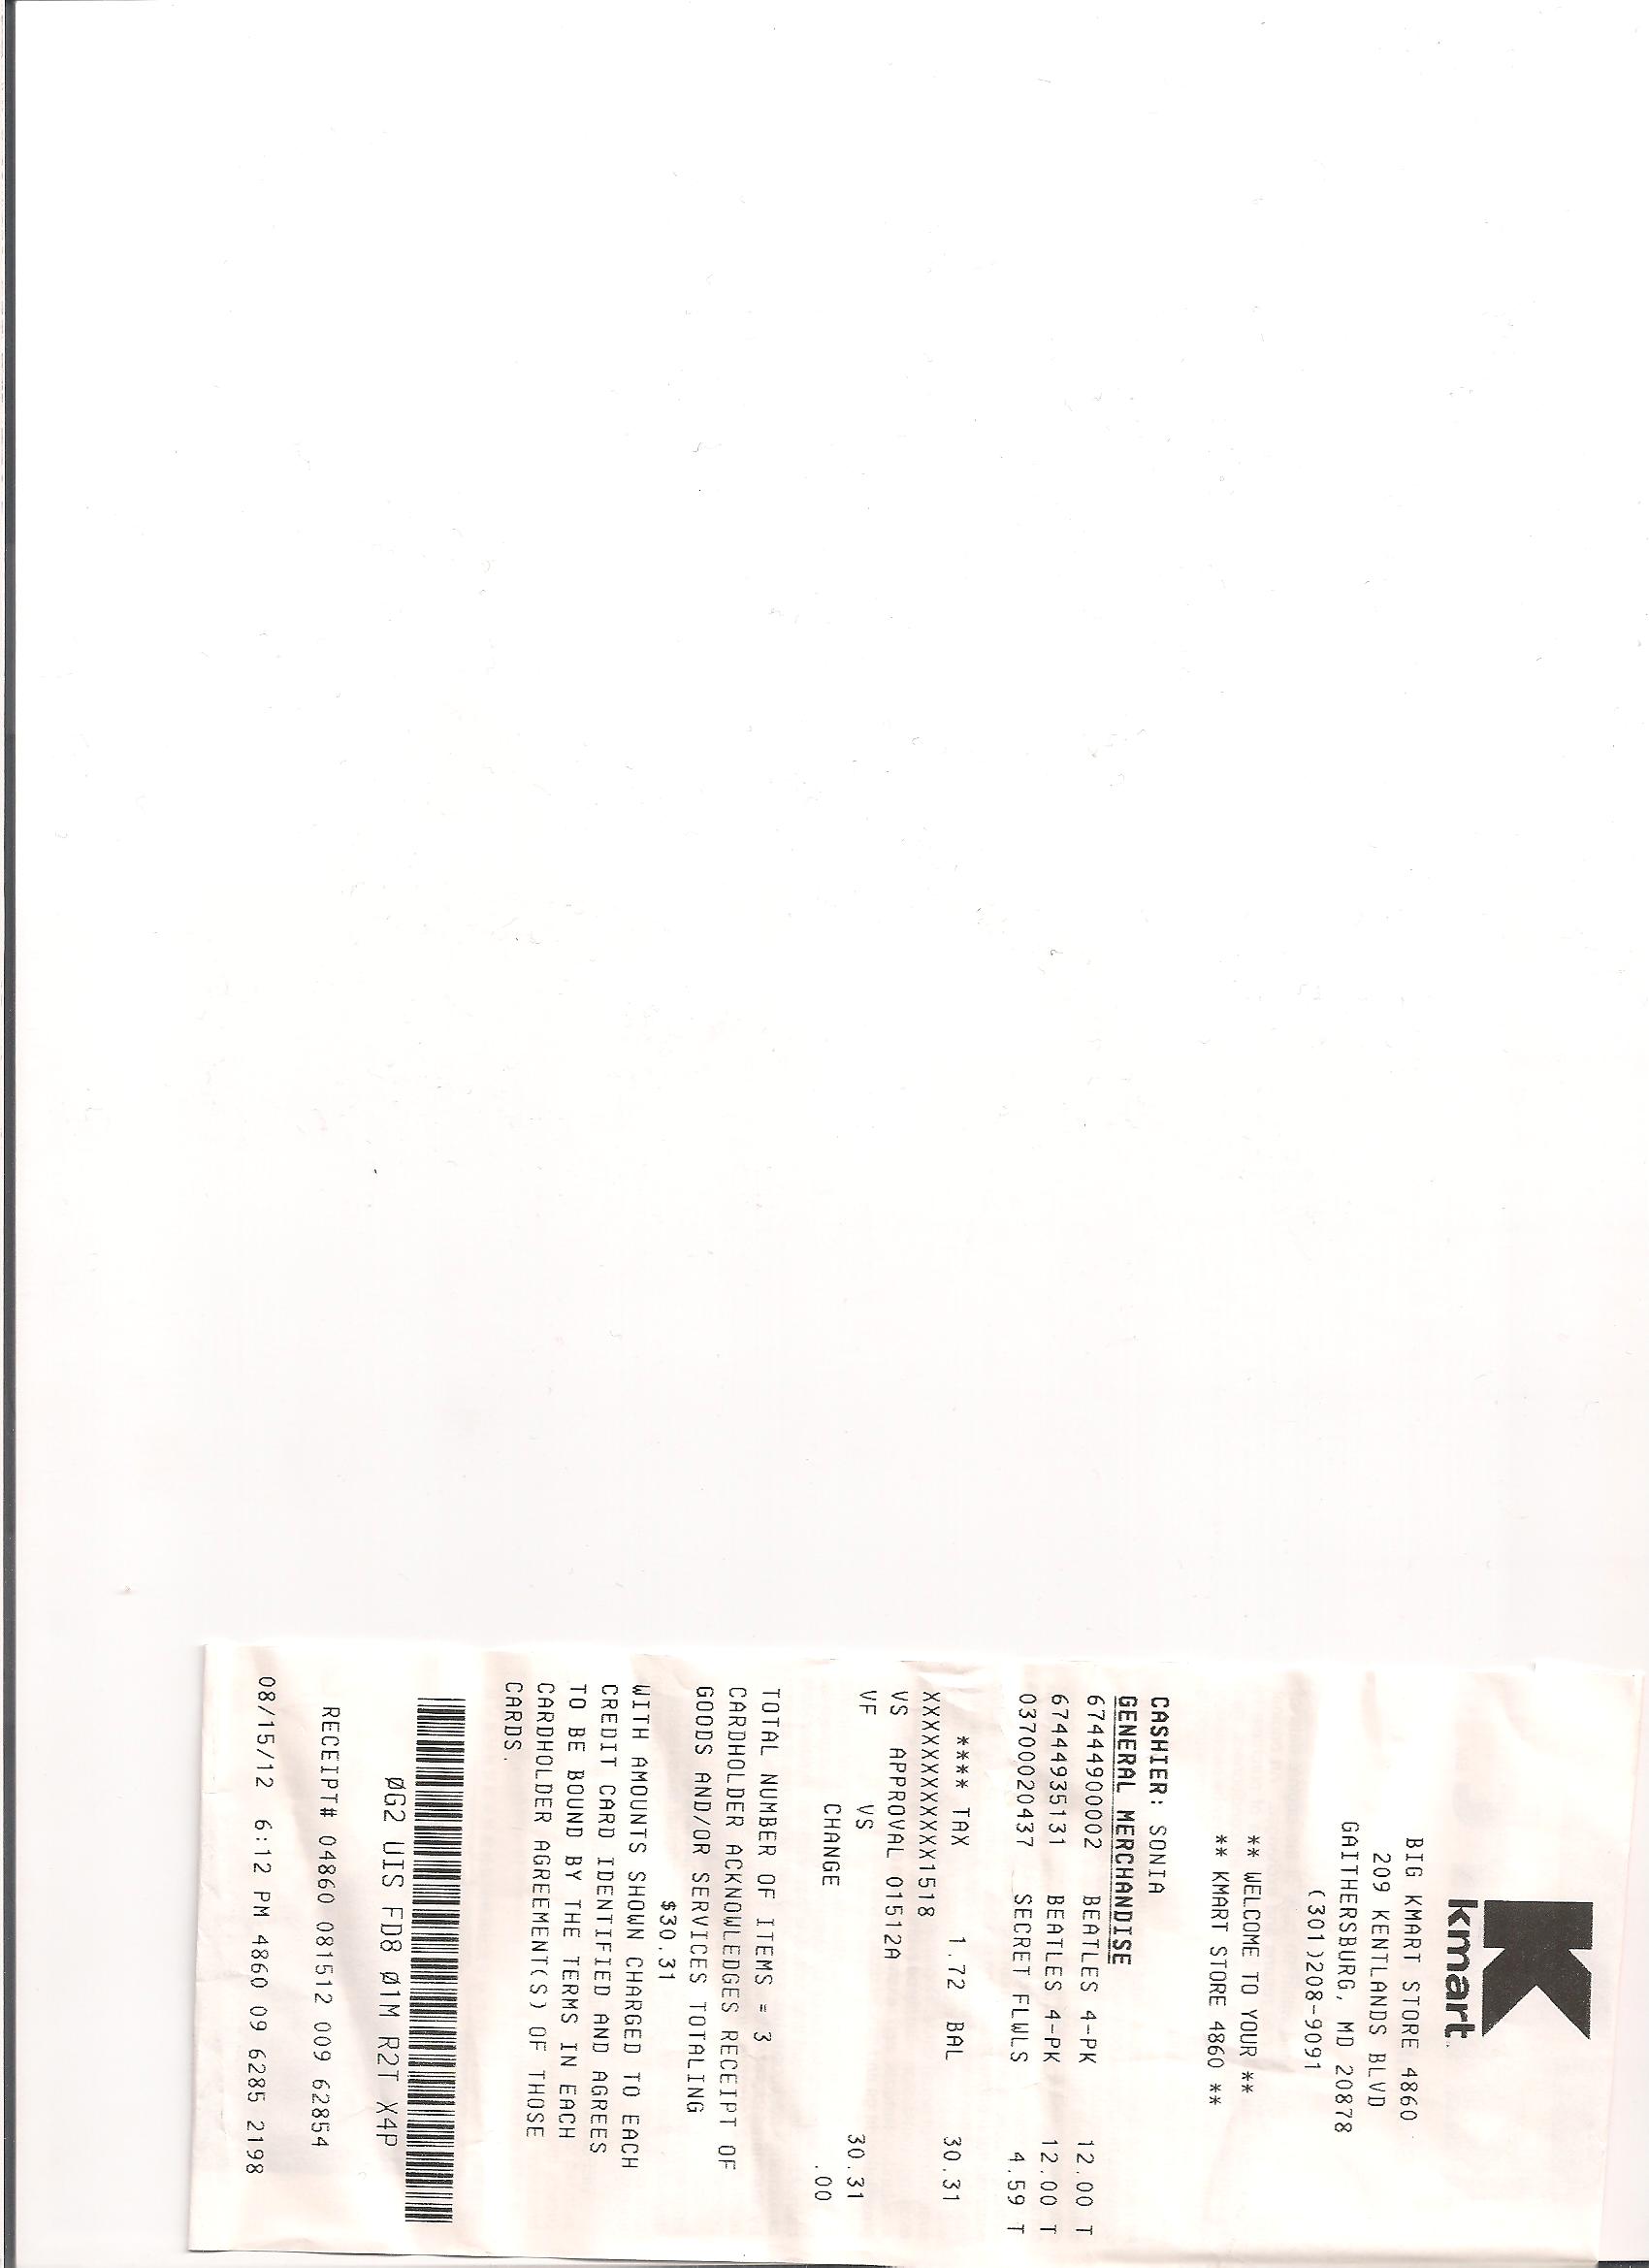 K
kmart
BIG KMART STORE 4860
209 KENTLANDS BLVD
GAITHERSBURG, MD 20878
(301)208-9091
** WELCOME TO YOUR **
** KMART STORE 4860 **
CASHIER: SONIA
GENERAL MERCHANDISE
67444900002 BEATLES 4-PK 12.00 T
67444935131 BEATLES 4-PK 12.00 T
03700020437 SECRET FLWLS 4.59 T
**** TAX 1.72 BAL 30.31
XXXXXXXXXXXX1518
VS APPROVAL 01512A
VF VS 30.31
CHANGE .00
TOTAL NUMBER OF ITEMS = 3
CARDHOLDER ACKNOWLEDGES RECEIPT OF
GOODS AND/OR SERVICES TOTALING
$30.31
WITH AMOUNTS SHOWN CHARGED TO EACH
CREDIT CARD IDENTIFIED AND AGREES
TO BE BOUND BY THE TERMS IN EACH
CARDHOLDER AGREEMENT(S) OF THOSE
CARDS.
ØG2 UIS FD8 Ø1M R2T X4P
RECEIPT# 04860 081512 009 62854
08/15/12 6:12 PM 4860 09 6285 2198